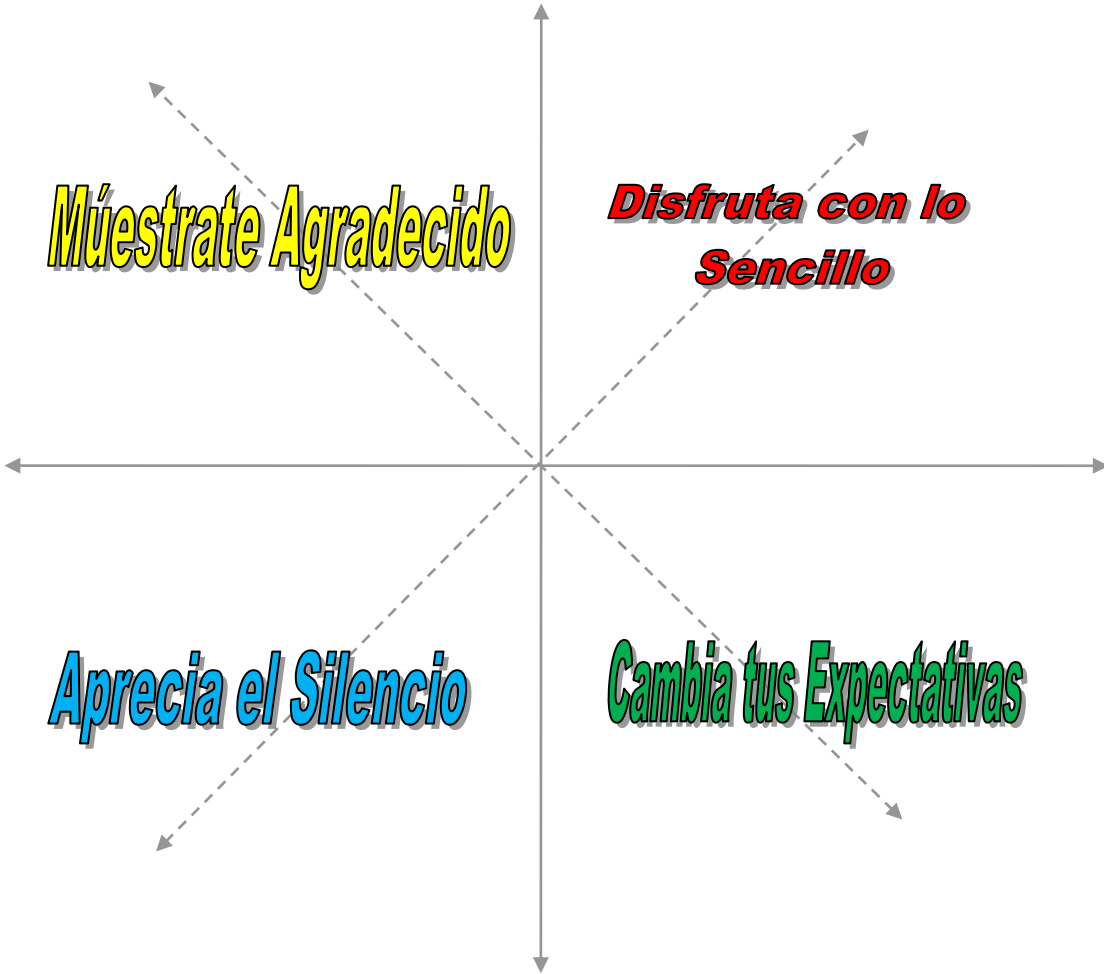 Múestrate Agradecido
Disfruta con lo
Sencillo
Aprecia el Silencio
Cambia tus Expectativas